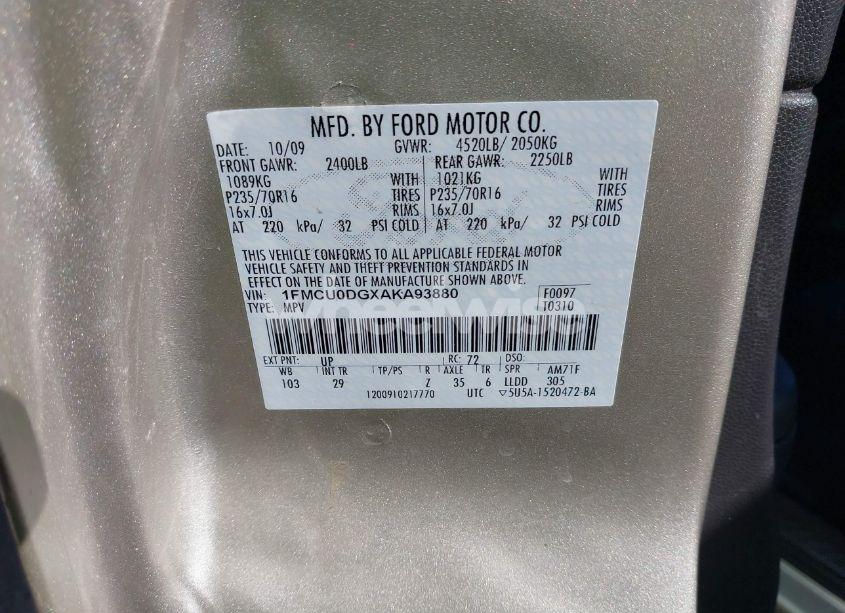 MFD. BY FORD MOTOR CO.
DATE: 10/09 GVWR: 4520LB/ 2050KG
FRONT GAWR: 2400LB REAR GAWR: 2250LB
1089KG WITH 1021KG WITH
P235/70R16 TIRES P235/70R16 TIRES
16x7.0J RIMS 16x7.0J RIMS
AT 220 kPa/ 32 PSI COLD AT 220 kPa/ 32 PSI COLD
THIS VEHICLE CONFORMS TO ALL APPLICABLE FEDERAL MOTOR
VEHICLE SAFETY AND THEFT PREVENTION STANDARDS IN
EFFECT ON THE DATE OF MANUFACTURE SHOWN ABOVE.
VIN: 1FMCU0DGXAKA93880 F0097
TYPE: MPV T0310
EXT PNT: UP RC: 72 DSO:
WB INT TR TP/PS R AXLE TR SPR AM71F
103 29 Z 35 6 LLDD 305
1200910217770 UTC ▽5U5A-1520472-BA